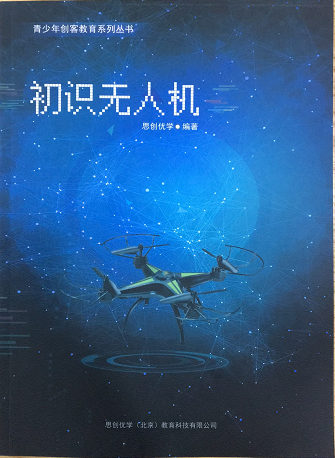 青少年创客教育系列丛书
初识无人机
思创优学●编著
思创优学（北京）教育科技有限公司